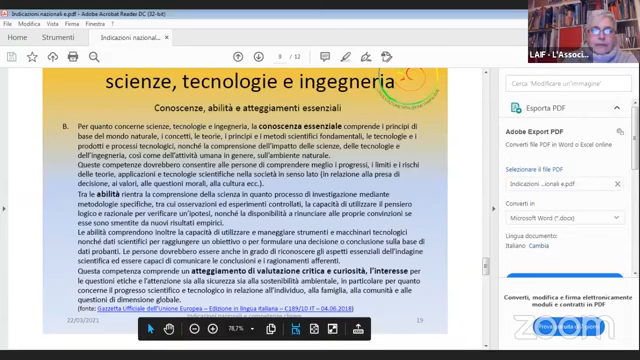 Indicazioni nazionali e.pdf - Adobe Acrobat Reader DC (32-bit)
File Modifica Vista Firma Finestra ?
Home Strumenti Indicazioni nazional... ×
9 / 12
LAIF - L'Associ
scienze, tecnologie e ingegneria
Conoscenze, abilità e atteggiamenti essenziali
B. Per quanto concerne scienze, tecnologie e ingegneria, la conoscenza essenziale comprende i principi di
base del mondo naturale, i concetti, le teorie, i principi e i metodi scientifici fondamentali, le tecnologie e i
prodotti e processi tecnologici, nonché la comprensione dell'impatto delle scienze, delle tecnologie e
dell'ingegneria, così come dell'attività umana in genere, sull'ambiente naturale.
Queste competenze dovrebbero consentire alle persone di comprendere meglio i progressi, i limiti e i rischi
delle teorie, applicazioni e tecnologie scientifiche nella società in senso lato (in relazione alla presa di
decisione, ai valori, alle questioni morali, alla cultura ecc.).
Tra le abilità rientra la comprensione della scienza in quanto processo di investigazione mediante
metodologie specifiche, tra cui osservazioni ed esperimenti controllati, la capacità di utilizzare il pensiero
logico e razionale per verificare un'ipotesi, nonché la disponibilità a rinunciare alle proprie convinzioni se
esse sono smentite da nuovi risultati empirici.
Le abilità comprendono inoltre la capacità di utilizzare e maneggiare strumenti e macchinari tecnologici
nonché dati scientifici per raggiungere un obiettivo o per formulare una decisione o conclusione sulla base di
dati probanti. Le persone dovrebbero essere anche in grado di riconoscere gli aspetti essenziali dell'indagine
scientifica ed essere capaci di comunicare le conclusioni e i ragionamenti afferenti.
Questa competenza comprende un atteggiamento di valutazione critica e curiosità, l'interesse per
le questioni etiche e l'attenzione sia alla sicurezza sia alla sostenibilità ambientale, in particolare per quanto
concerne il progresso scientifico e tecnologico in relazione all'individuo, alla famiglia, alla comunità e alle
questioni di dimensione globale.
(fonte: Gazzetta Ufficiale dell'Unione Europea – Edizione in lingua italiana – C189/10 IT – 04.06.2018)
22/03/2021 Indicazioni nazionali e competenze chiave 19
78,7%
Cerca 'Modificare un'immagine'
Esporta PDF
Adobe Export PDF
Convertire i file PDF in Word o Excel online
Selezionare il file PDF
Indicazioni ...ionali e.pdf ×
Converti in
Microsoft Word (*.docx)
Lingua documento:
Italiano Cambia
Converti, modifica e firma elettronicamente
moduli e contratti in PDF
Prova gratuita di 7 giorni
zoom